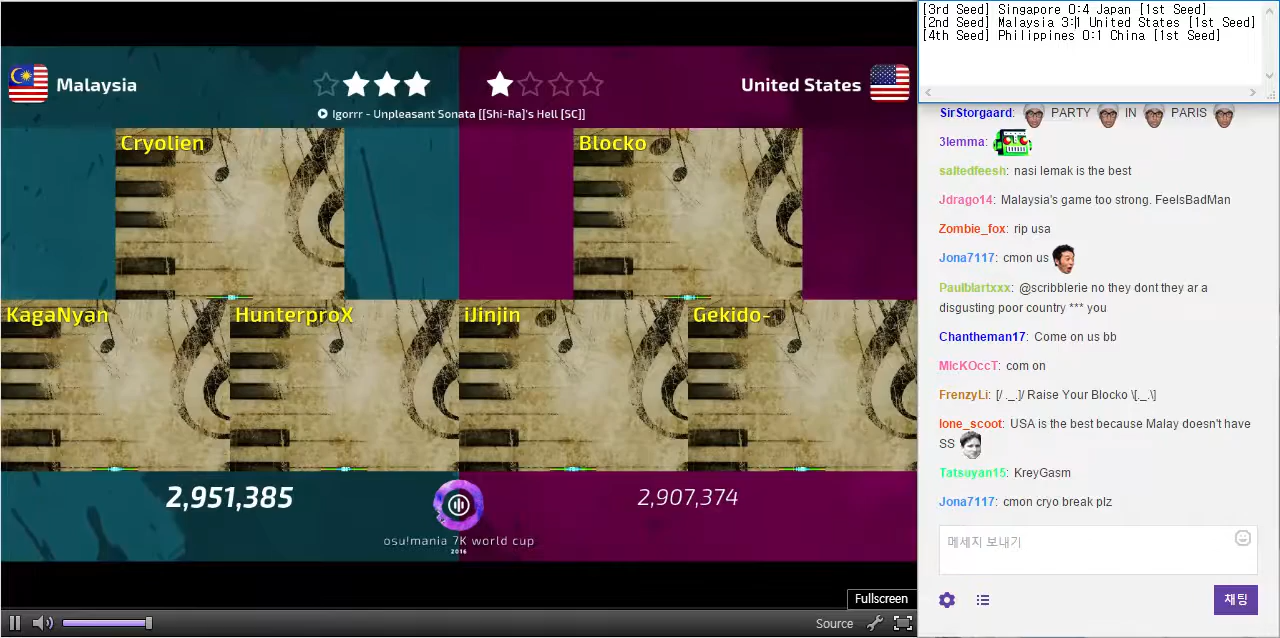 [3rd Seed] Singapore 0:4 Japan [1st Seed]
[2nd Seed] Malaysia 3:1 United States [1st Seed]
[4th Seed] Philippines 0:1 China [1st Seed]
Malaysia
United States
Igorrr - Unpleasant Sonata [[Shi-Ra]'s Hell [SC]]
Cryolien
Blocko
KagaNyan
HunterproX
iJinjin
Gekido-
2,951,385
2,907,374
osu!mania 7K world cup
2016
Fullscreen
Source
SirStorgaard: PARTY IN PARIS
3lemma:
saltedfeesh: nasi lemak is the best
Jdrago14: Malaysia's game too strong. FeelsBadMan
Zombie_fox: rip usa
Jona7117: cmon us
Paulblartxxx: @scribblerie no they dont they ar a
disgusting poor country *** you
Chantheman17: Come on us bb
MicKOccT: com on
FrenzyLi: [/ ._.]/ Raise Your Blocko \[._.\]
lone_scoot: USA is the best because Malay doesn't have
SS
Tatsuyan15: KreyGasm
Jona7117: cmon cryo break plz
메세지 보내기
채팅